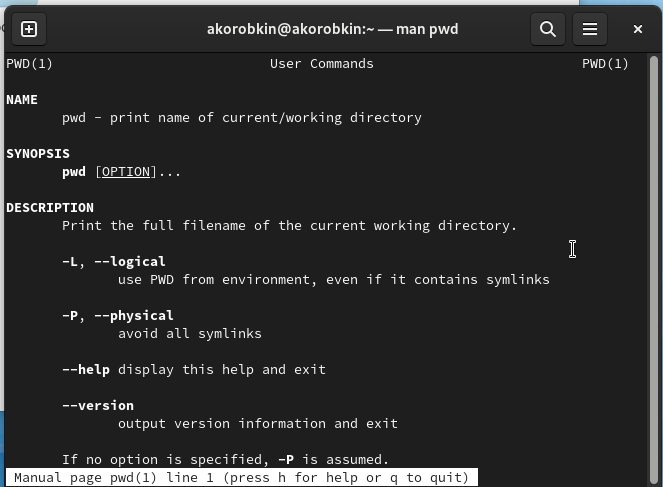 akorobkin@akorobkin:~ — man pwd
PWD(1) User Commands PWD(1)
NAME
pwd - print name of current/working directory
SYNOPSIS
pwd [OPTION]...
DESCRIPTION
Print the full filename of the current working directory.
-L, --logical
use PWD from environment, even if it contains symlinks
-P, --physical
avoid all symlinks
--help display this help and exit
--version
output version information and exit
If no option is specified, -P is assumed.
Manual page pwd(1) line 1 (press h for help or q to quit)